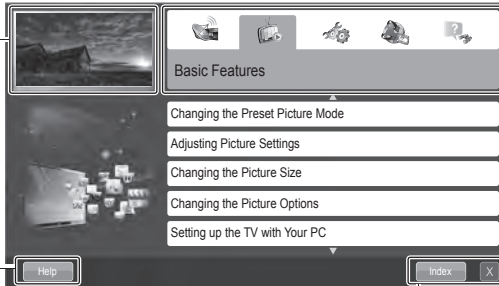 Basic Features
Changing the Preset Picture Mode
Adjusting Picture Settings
Changing the Picture Size
Changing the Picture Options
Setting up the TV with Your PC
Help
Index
X